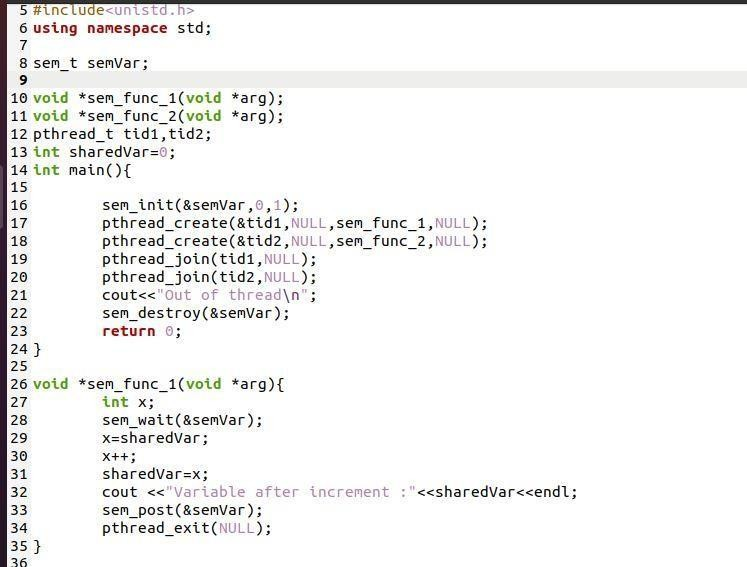 5 #include<unistd.h>
6 using namespace std;
7
8 sem_t semVar;
9
10 void *sem_func_1(void *arg);
11 void *sem_func_2(void *arg);
12 pthread_t tid1,tid2;
13 int sharedVar=0;
14 int main(){
15
16         sem_init(&semVar,0,1);
17         pthread_create(&tid1,NULL,sem_func_1,NULL);
18         pthread_create(&tid2,NULL,sem_func_2,NULL);
19         pthread_join(tid1,NULL);
20         pthread_join(tid2,NULL);
21         cout<<"Out of thread\n";
22         sem_destroy(&semVar);
23         return 0;
24 }
25
26 void *sem_func_1(void *arg){
27         int x;
28         sem_wait(&semVar);
29         x=sharedVar;
30         x++;
31         sharedVar=x;
32         cout <<"Variable after increment :"<<sharedVar<<endl;
33         sem_post(&semVar);
34         pthread_exit(NULL);
35 }
36